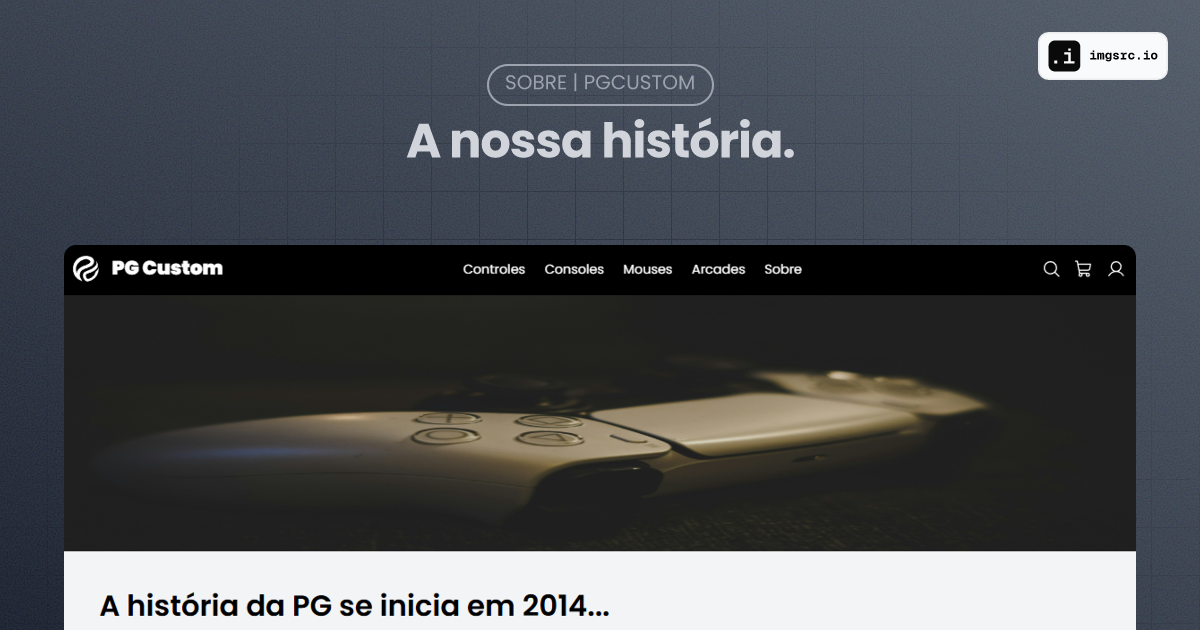 .i imgsrc.io
SOBRE | PGCUSTOM
A nossa história.
PG Custom
Controles Consoles Mouses Arcades Sobre
A história da PG se inicia em 2014...